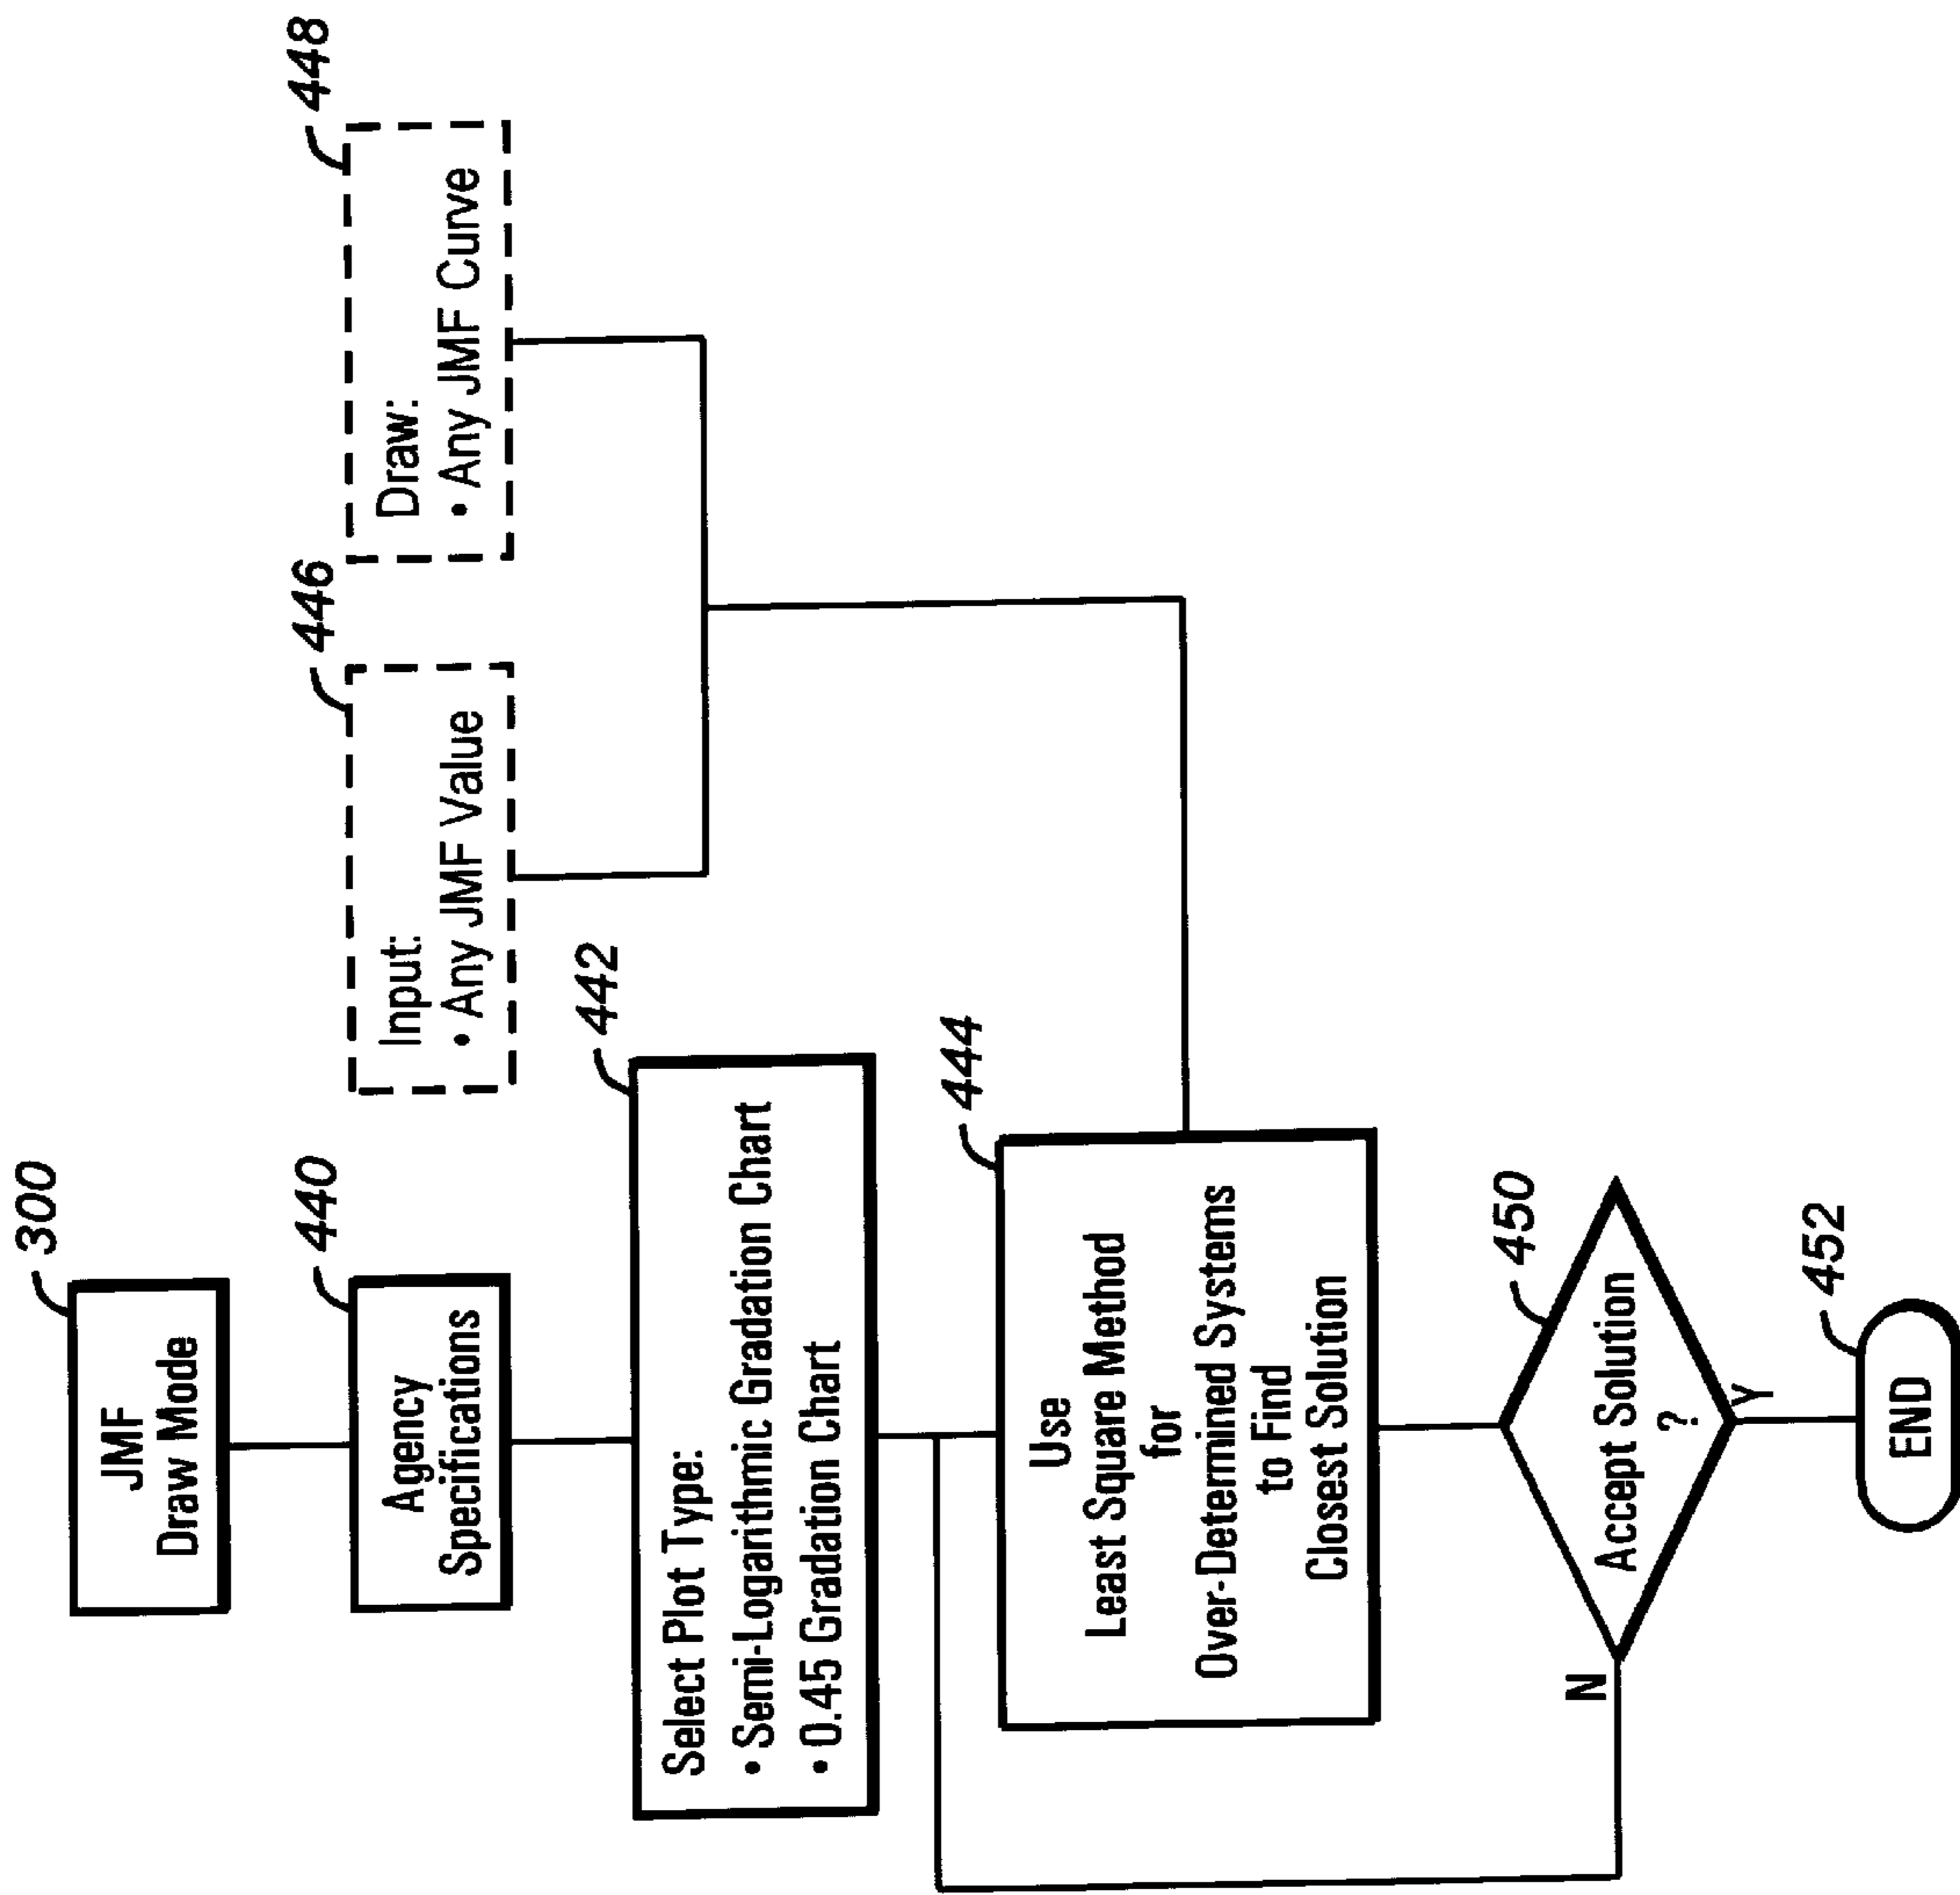 300
JMF
Draw Mode
440
Agency
Specifications
442
Select Plot Type:
• Semi-Logarithmic Gradation Chart
• 0.45 Gradation Chart
446
Input:
• Any JMF Value
448
Draw:
• Any JMF Curve
444
Use
Least Square Method
for
Over-Determined Systems
to Find
Closest Solution
450
Accept Solution
?
N
Y
452
END